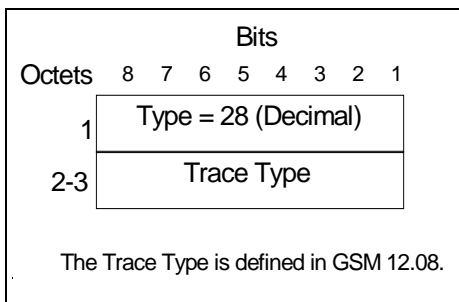 Bits
Octets 8 7 6 5 4 3 2 1
1 Type = 28 (Decimal)
2-3 Trace Type
The Trace Type is defined in GSM 12.08.
.